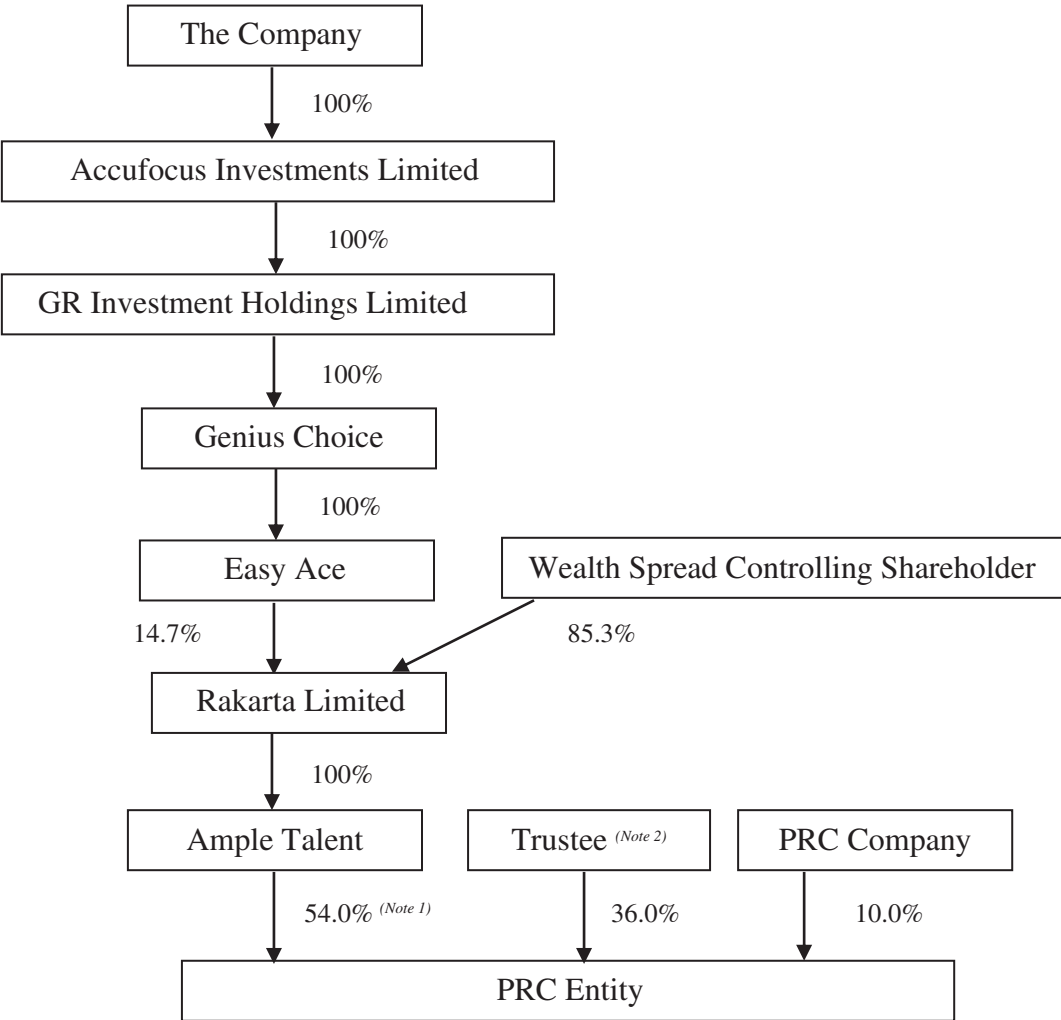 The Company
100%
Accufocus Investments Limited
100%
GR Investment Holdings Limited
100%
Genius Choice
100%
Easy Ace
Wealth Spread Controlling Shareholder
14.7%
85.3%
Rakarta Limited
100%
Ample Talent
Trustee (Note 2)
PRC Company
54.0% (Note 1)
36.0%
10.0%
PRC Entity